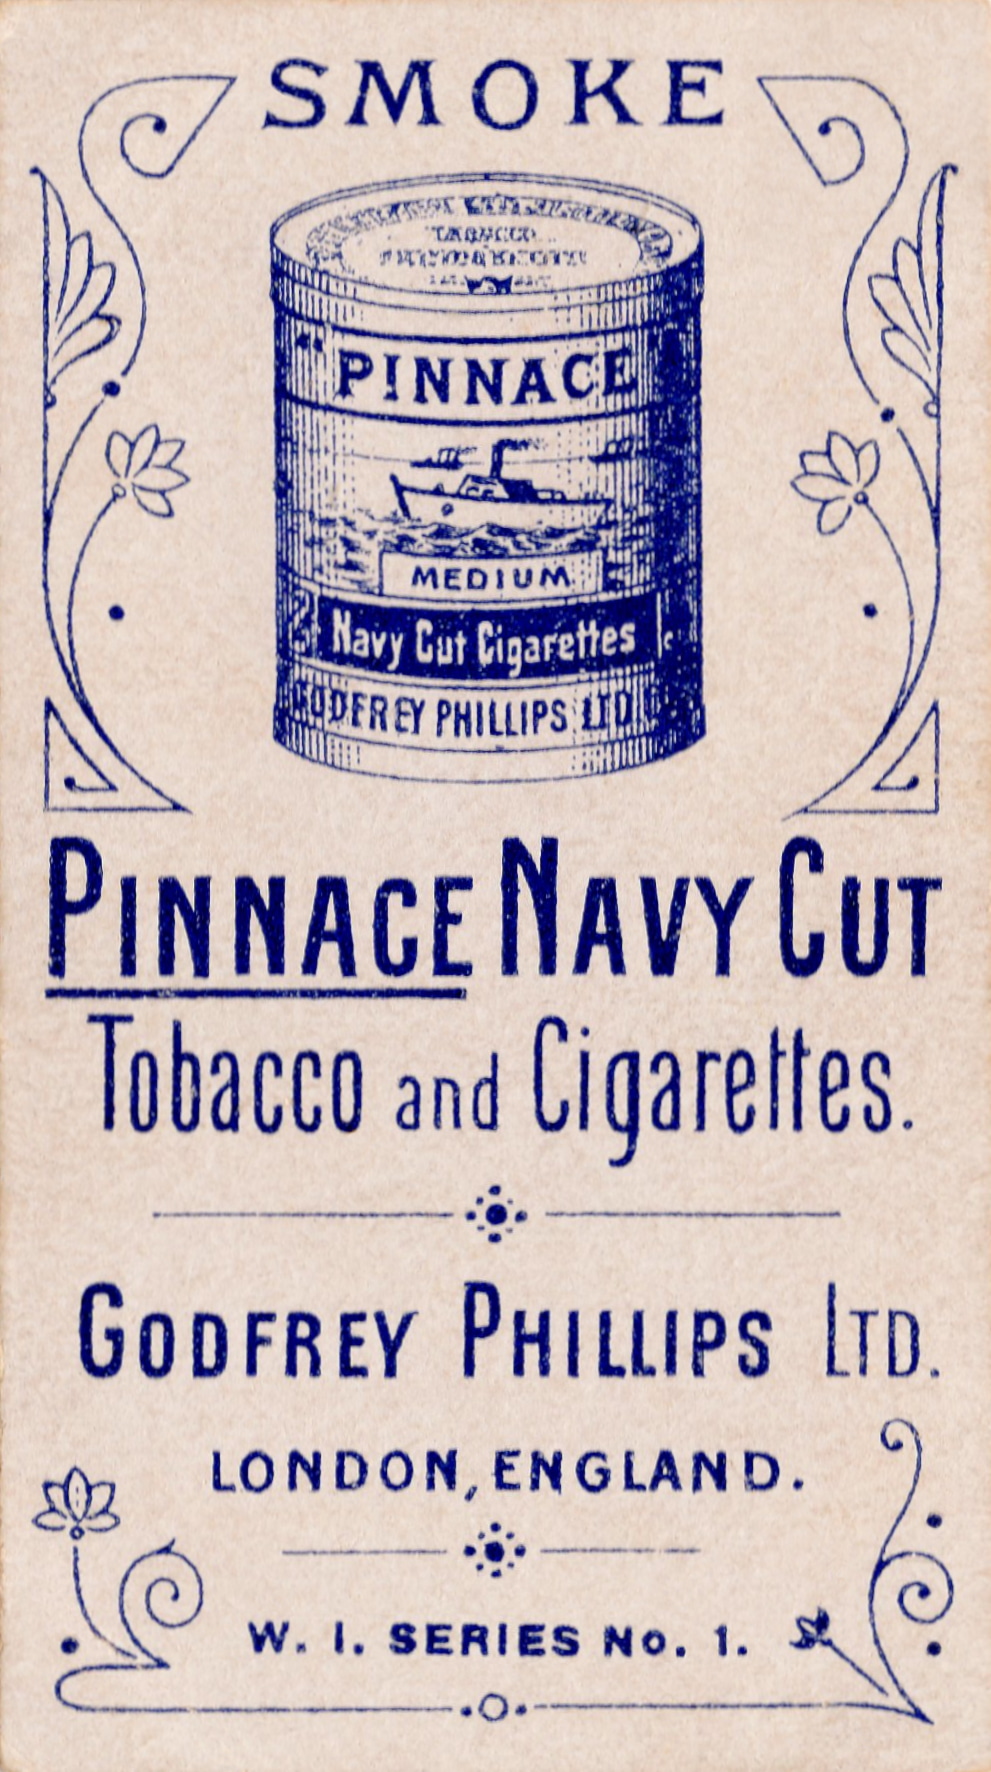 SMOKE
TABACCO
"PINNACE"
MEDIUM
Navy Cut Cigarettes
GODFREY PHILLIPS LTD
PINNACE NAVY CUT
Tobacco and Cigarettes.
GODFREY PHILLIPS LTD.
LONDON, ENGLAND.
W. I. SERIES No. 1.